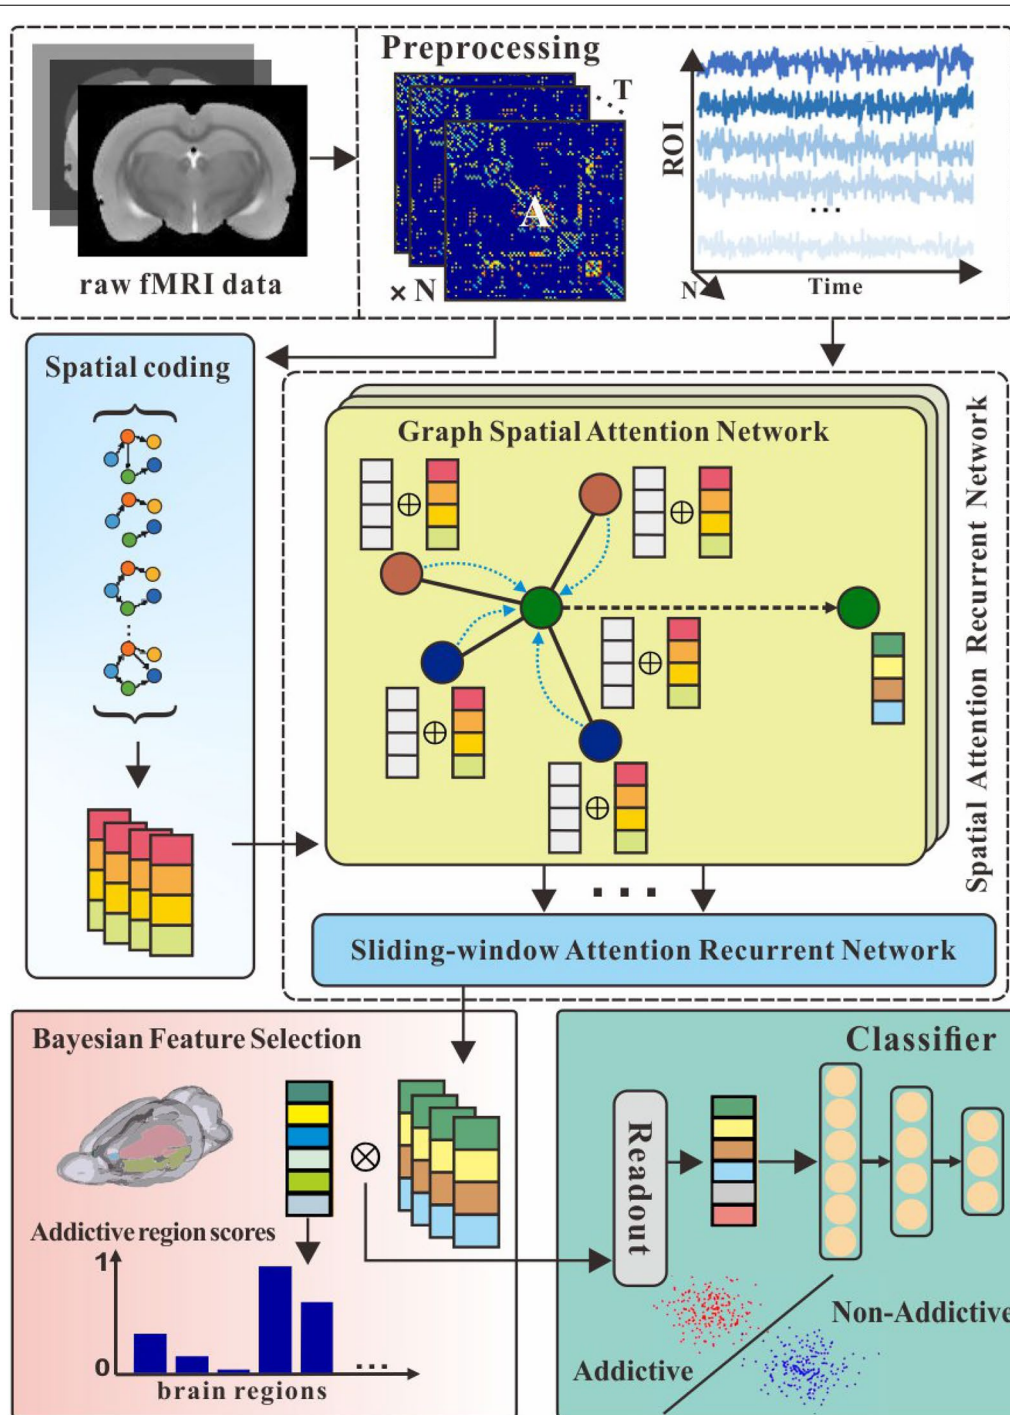 Preprocessing
raw fMRI data
T
A
× N
ROI
...
N
Time
Spatial coding
Graph Spatial Attention Network
Spatial Attention Recurrent Network
...
Sliding-window Attention Recurrent Network
Bayesian Feature Selection
Addictive region scores
1
0
...
brain regions
Classifier
Readout
Non-Addictive
Addictive